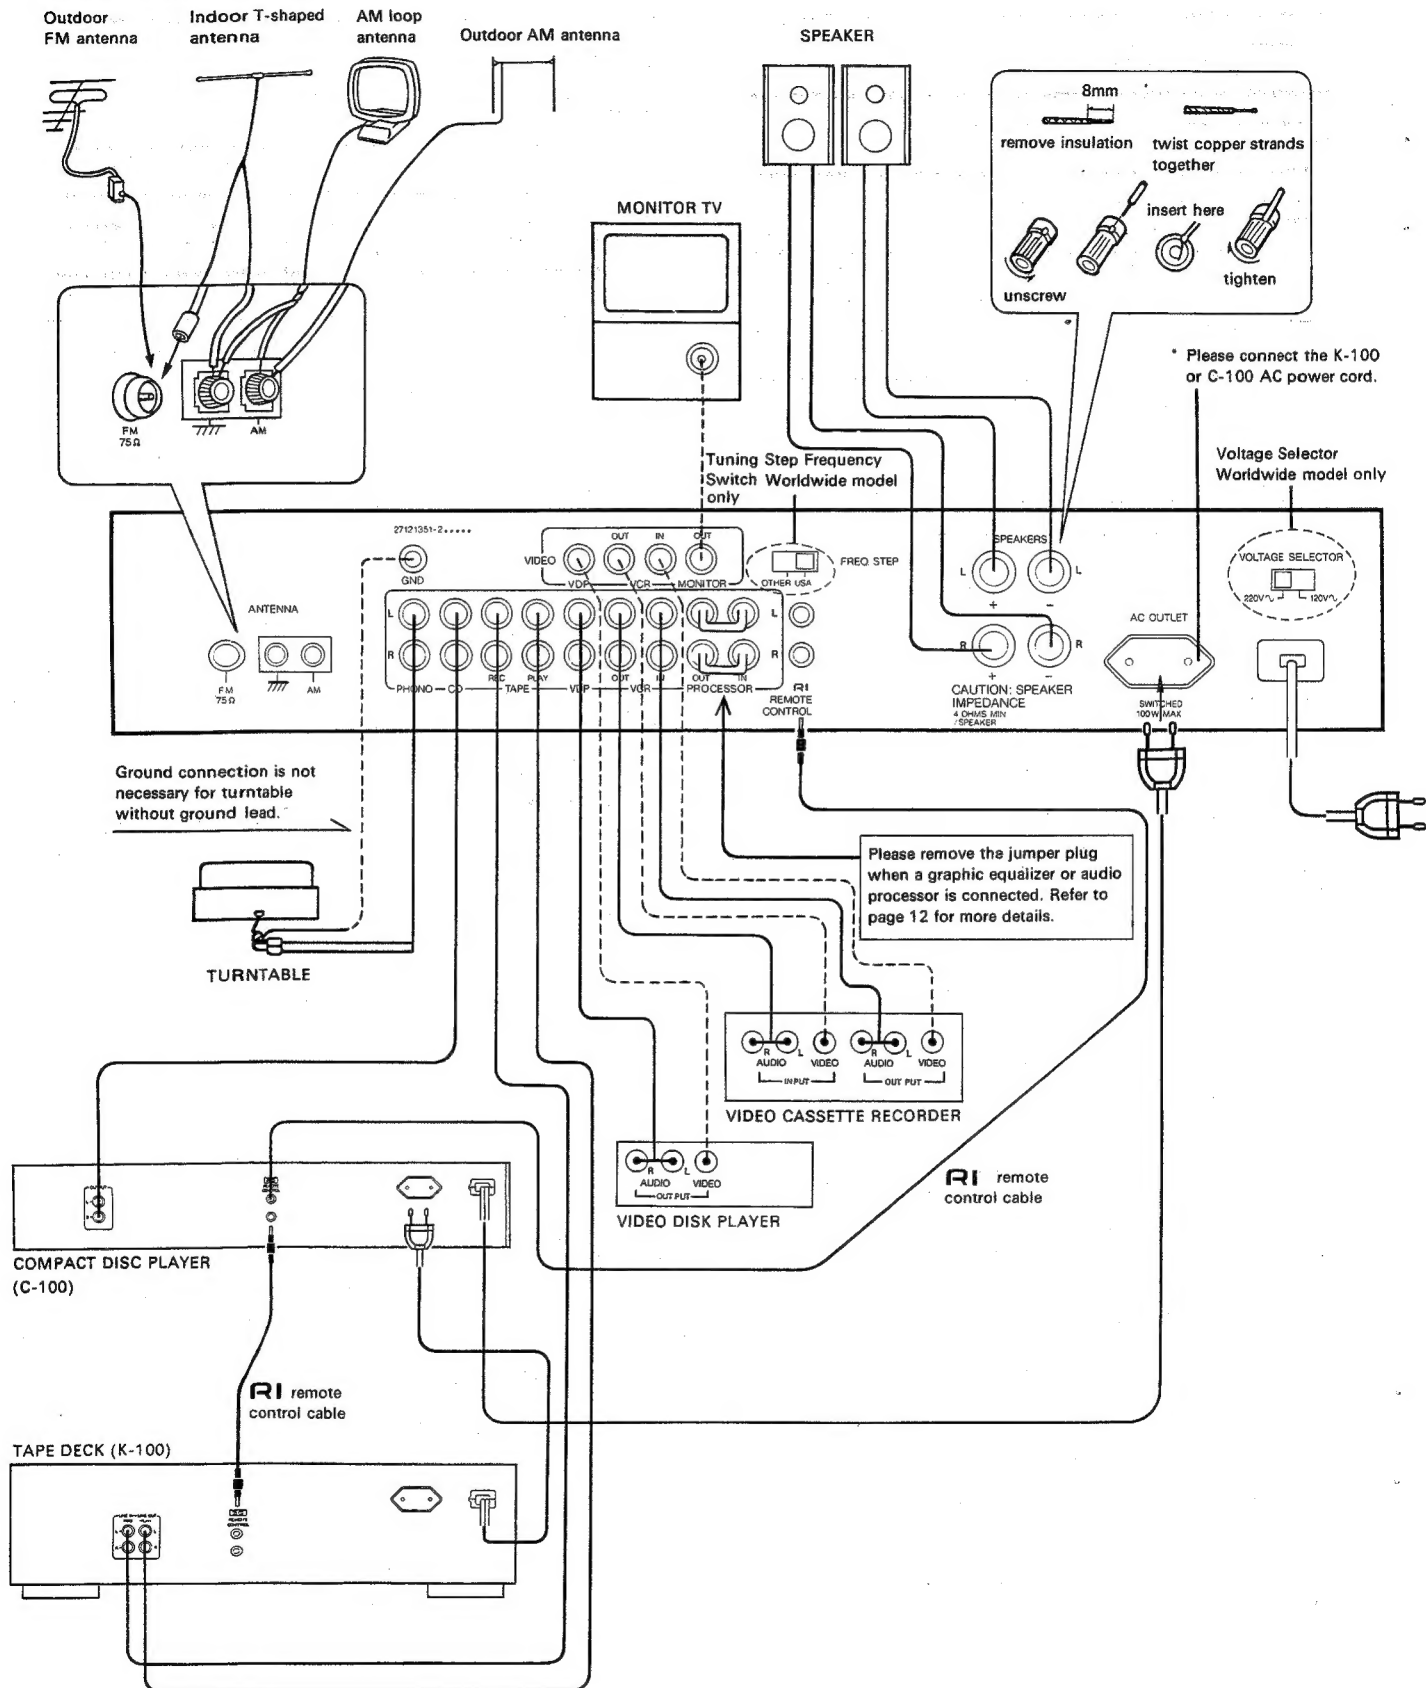 Outdoor
FM antenna
Indoor T-shaped
antenna
AM loop
antenna
Outdoor AM antenna
SPEAKER
8mm
remove insulation
twist copper strands
together
insert here
unscrew
tighten
MONITOR TV
FM
75Ω
AM
* Please connect the K-100
or C-100 AC power cord.
Tuning Step Frequency
Switch Worldwide model
only
Voltage Selector
Worldwide model only
27121351-2.....
GND
VIDEO
OUT
IN
OUT
VDP
VCR
MONITOR
FREQ. STEP
OTHER USA
SPEAKERS
L
L
+
−
R
R
+
−
VOLTAGE SELECTOR
220V∿
120V∿
AC OUTLET
ANTENNA
FM
75Ω
AM
L
R
PHONO
CD
REC
TAPE
PLAY
VDP
OUT
VCR
IN
OUT
PROCESSOR
IN
L
R
RI
REMOTE
CONTROL
CAUTION: SPEAKER
IMPEDANCE
4 OHMS MIN
/SPEAKER
SWITCHED
100W MAX
Ground connection is not
necessary for turntable
without ground lead.
Please remove the jumper plug
when a graphic equalizer or audio
processor is connected. Refer to
page 12 for more details.
TURNTABLE
R L
AUDIO
VIDEO
INPUT
R L
AUDIO
VIDEO
OUT PUT
VIDEO CASSETTE RECORDER
R L
AUDIO
VIDEO
OUT PUT
VIDEO DISK PLAYER
RI remote
control cable
COMPACT DISC PLAYER
(C-100)
RI remote
control cable
TAPE DECK (K-100)
REMOTE
CONTROL